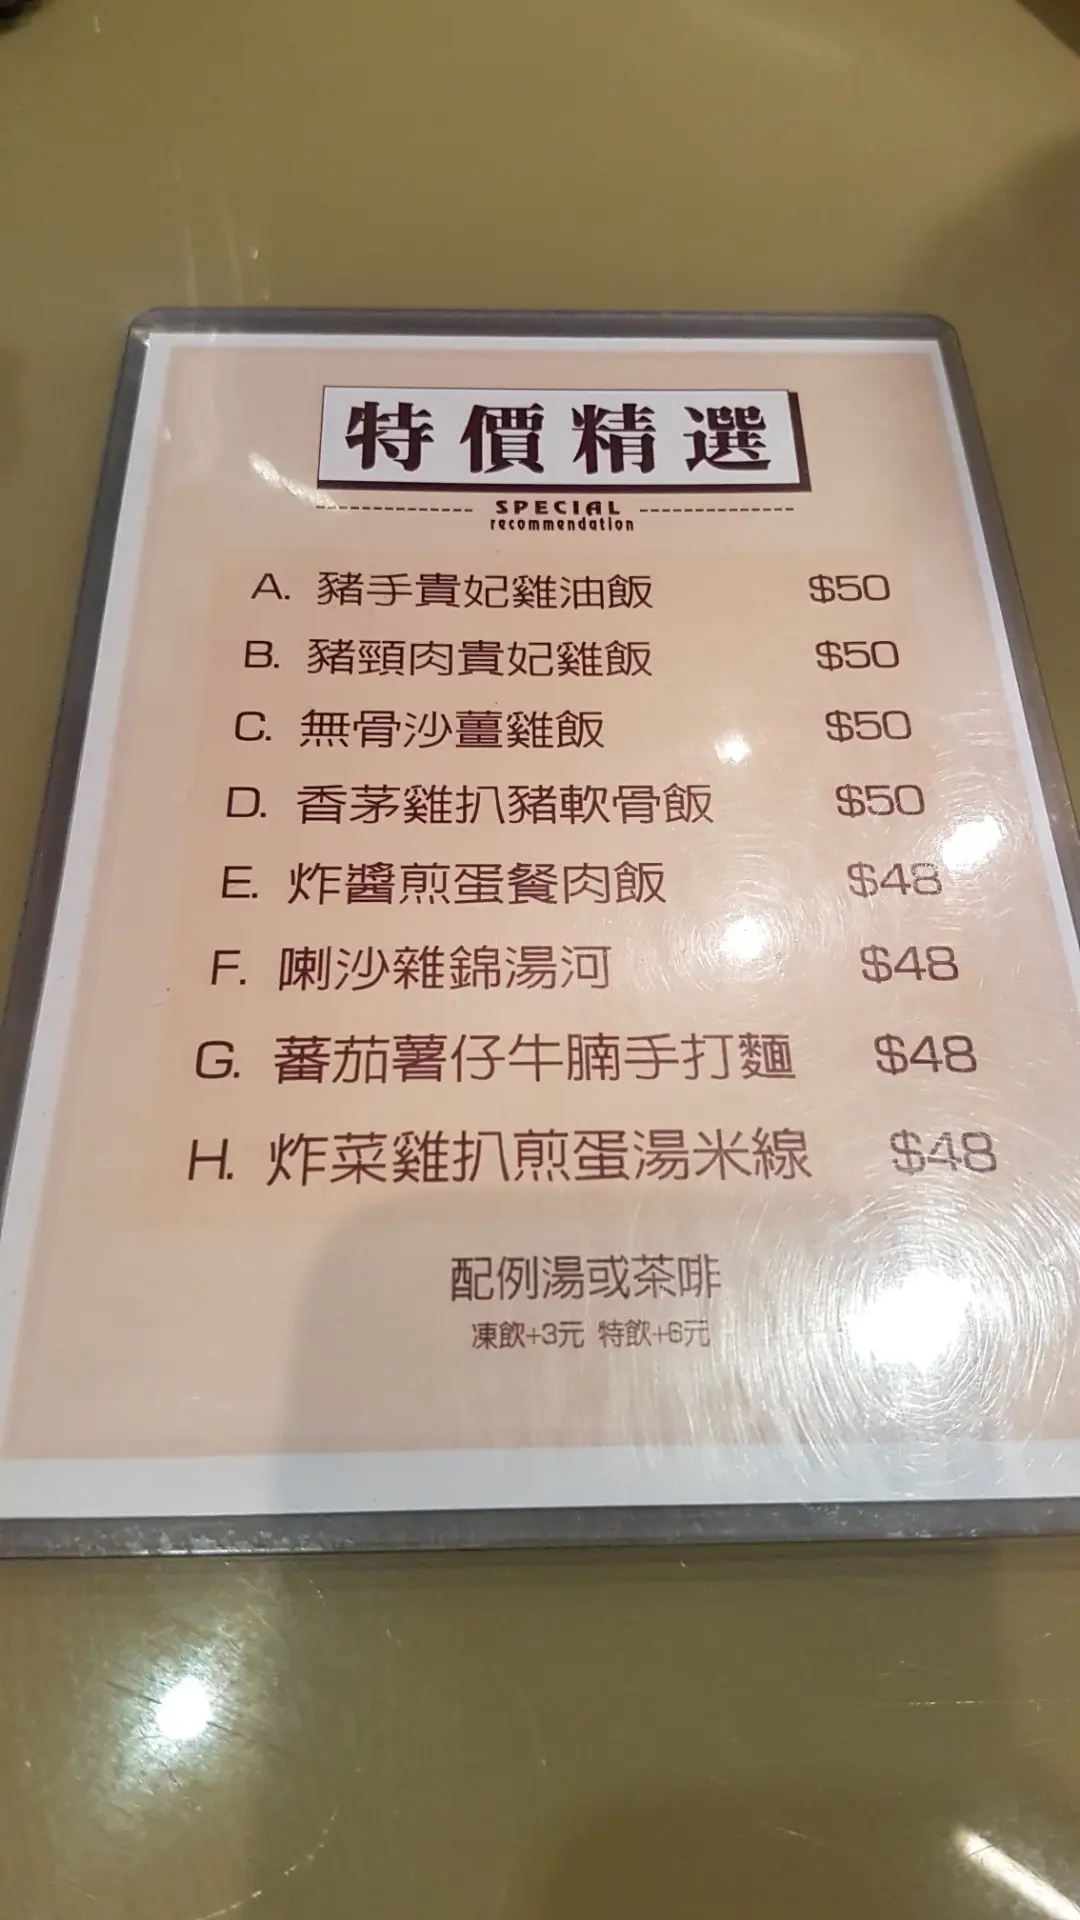 特價精選
SPECIAL
recommendation
A. 豬手貴妃雞油飯 $50
B. 豬頸肉貴妃雞飯 $50
C. 無骨沙薑雞飯 $50
D. 香茅雞扒豬軟骨飯 $50
E. 炸醬煎蛋餐肉飯 $48
F. 喇沙雜錦湯河 $48
G. 蕃茄薯仔牛腩手打麵 $48
H. 炸菜雞扒煎蛋湯米線 $48
配例湯或茶啡
凍飲+3元 特飲+6元